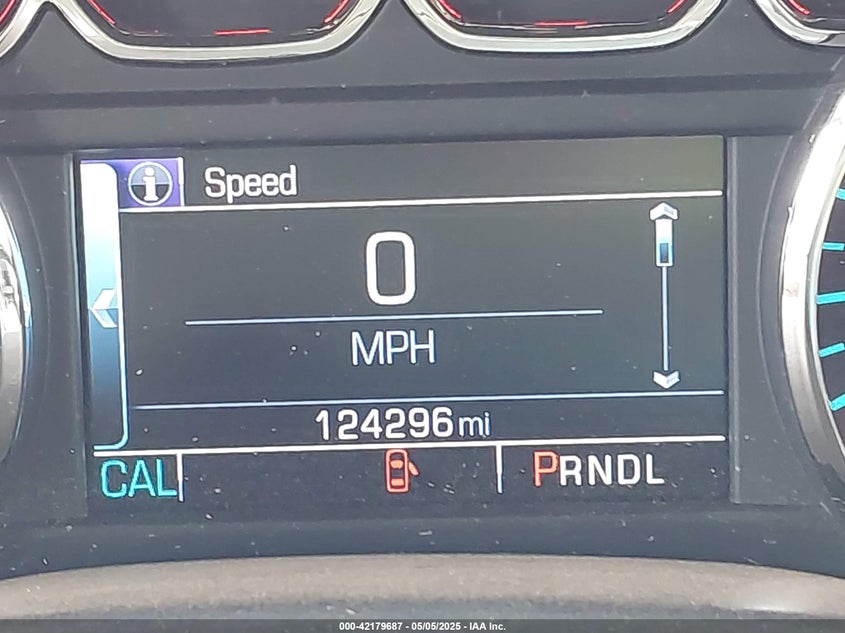 i Speed
0
MPH
124296 mi
CAL PRNDL
000-42179687 - 05/05/2025 - IAA Inc.